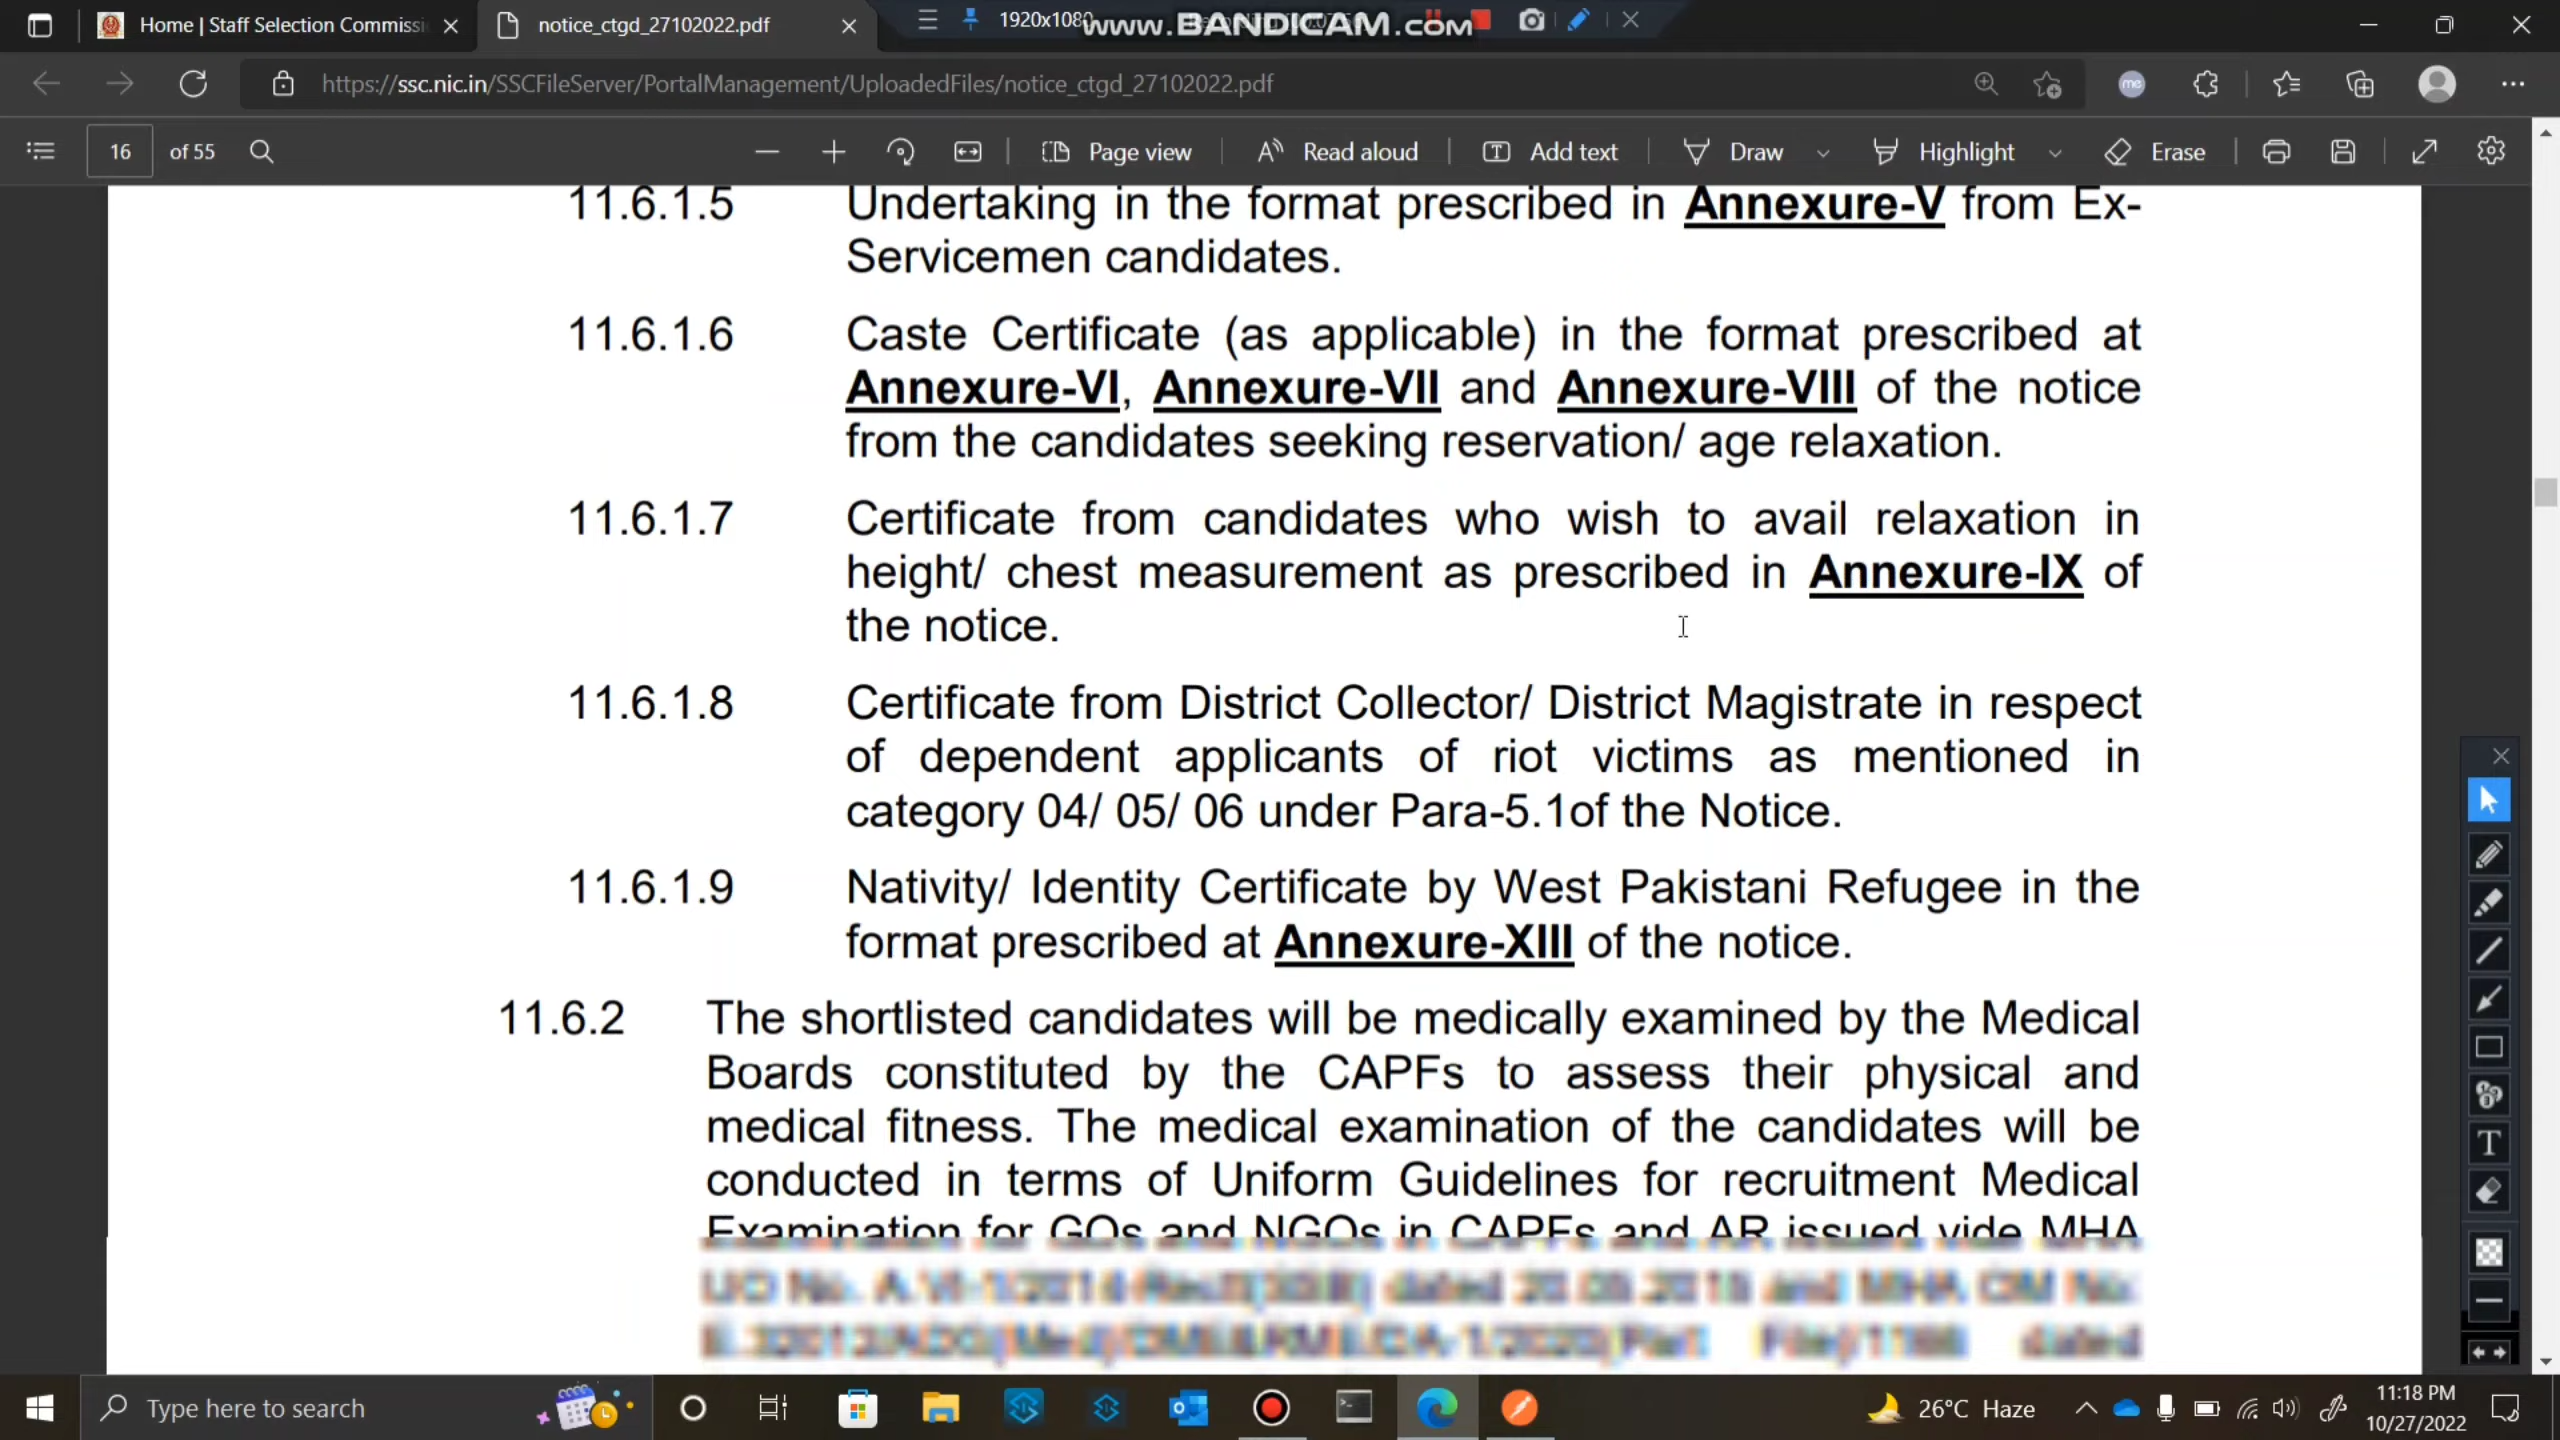 Home | Staff Selection Commissi
notice_ctgd_27102022.pdf
1920x1080
www.BANDICAM.com
https://ssc.nic.in/SSCFileServer/PortalManagement/UploadedFiles/notice_ctgd_27102022.pdf
me
16 of 55
Page view
Read aloud
Add text
Draw
Highlight
Erase
11.6.1.5 Undertaking in the format prescribed in Annexure-V from Ex-
Servicemen candidates.
11.6.1.6 Caste Certificate (as applicable) in the format prescribed at
Annexure-VI, Annexure-VII and Annexure-VIII of the notice
from the candidates seeking reservation/ age relaxation.
11.6.1.7 Certificate from candidates who wish to avail relaxation in
height/ chest measurement as prescribed in Annexure-IX of
the notice.
11.6.1.8 Certificate from District Collector/ District Magistrate in respect
of dependent applicants of riot victims as mentioned in
category 04/ 05/ 06 under Para-5.1of the Notice.
11.6.1.9 Nativity/ Identity Certificate by West Pakistani Refugee in the
format prescribed at Annexure-XIII of the notice.
11.6.2 The shortlisted candidates will be medically examined by the Medical
Boards constituted by the CAPFs to assess their physical and
medical fitness. The medical examination of the candidates will be
conducted in terms of Uniform Guidelines for recruitment Medical
Examination for GOs and NGOs in CAPFs and AR issued vide MHA
Type here to search
26°C Haze
11:18 PM
10/27/2022